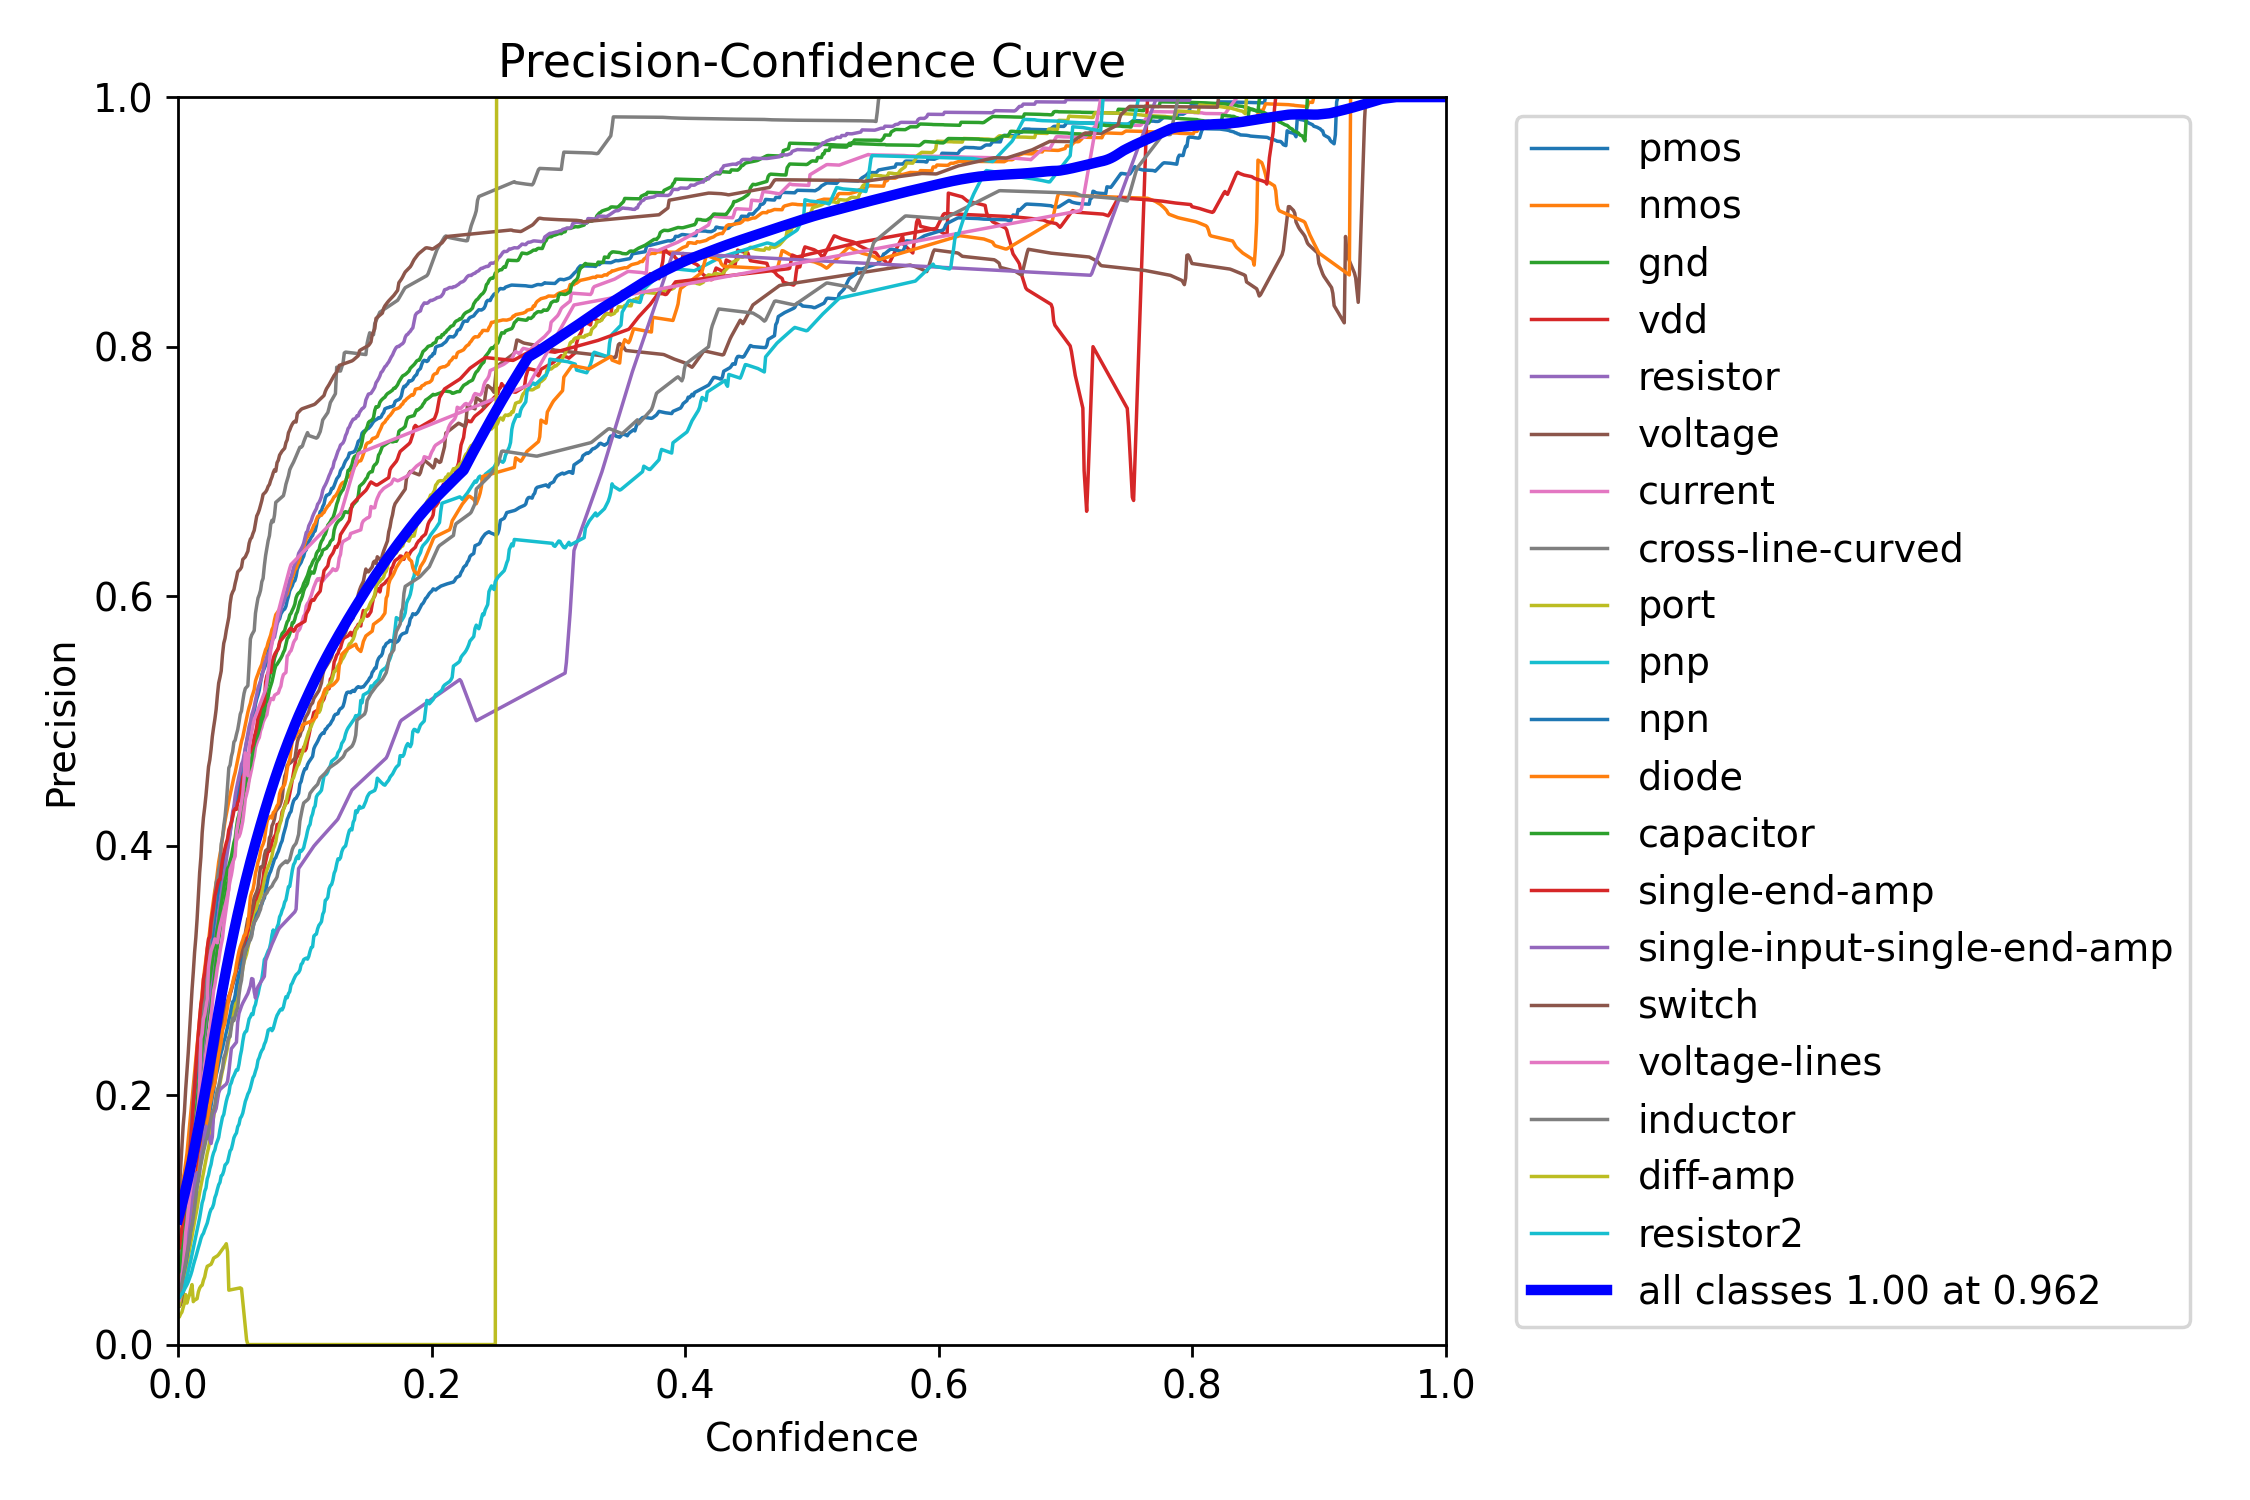 Precision-Confidence Curve
1.0
0.8
0.6
0.4
0.2
0.0
Precision
0.0 0.2 0.4 0.6 0.8 1.0
Confidence
pmos
nmos
gnd
vdd
resistor
voltage
current
cross-line-curved
port
pnp
npn
diode
capacitor
single-end-amp
single-input-single-end-amp
switch
voltage-lines
inductor
diff-amp
resistor2
all classes 1.00 at 0.962